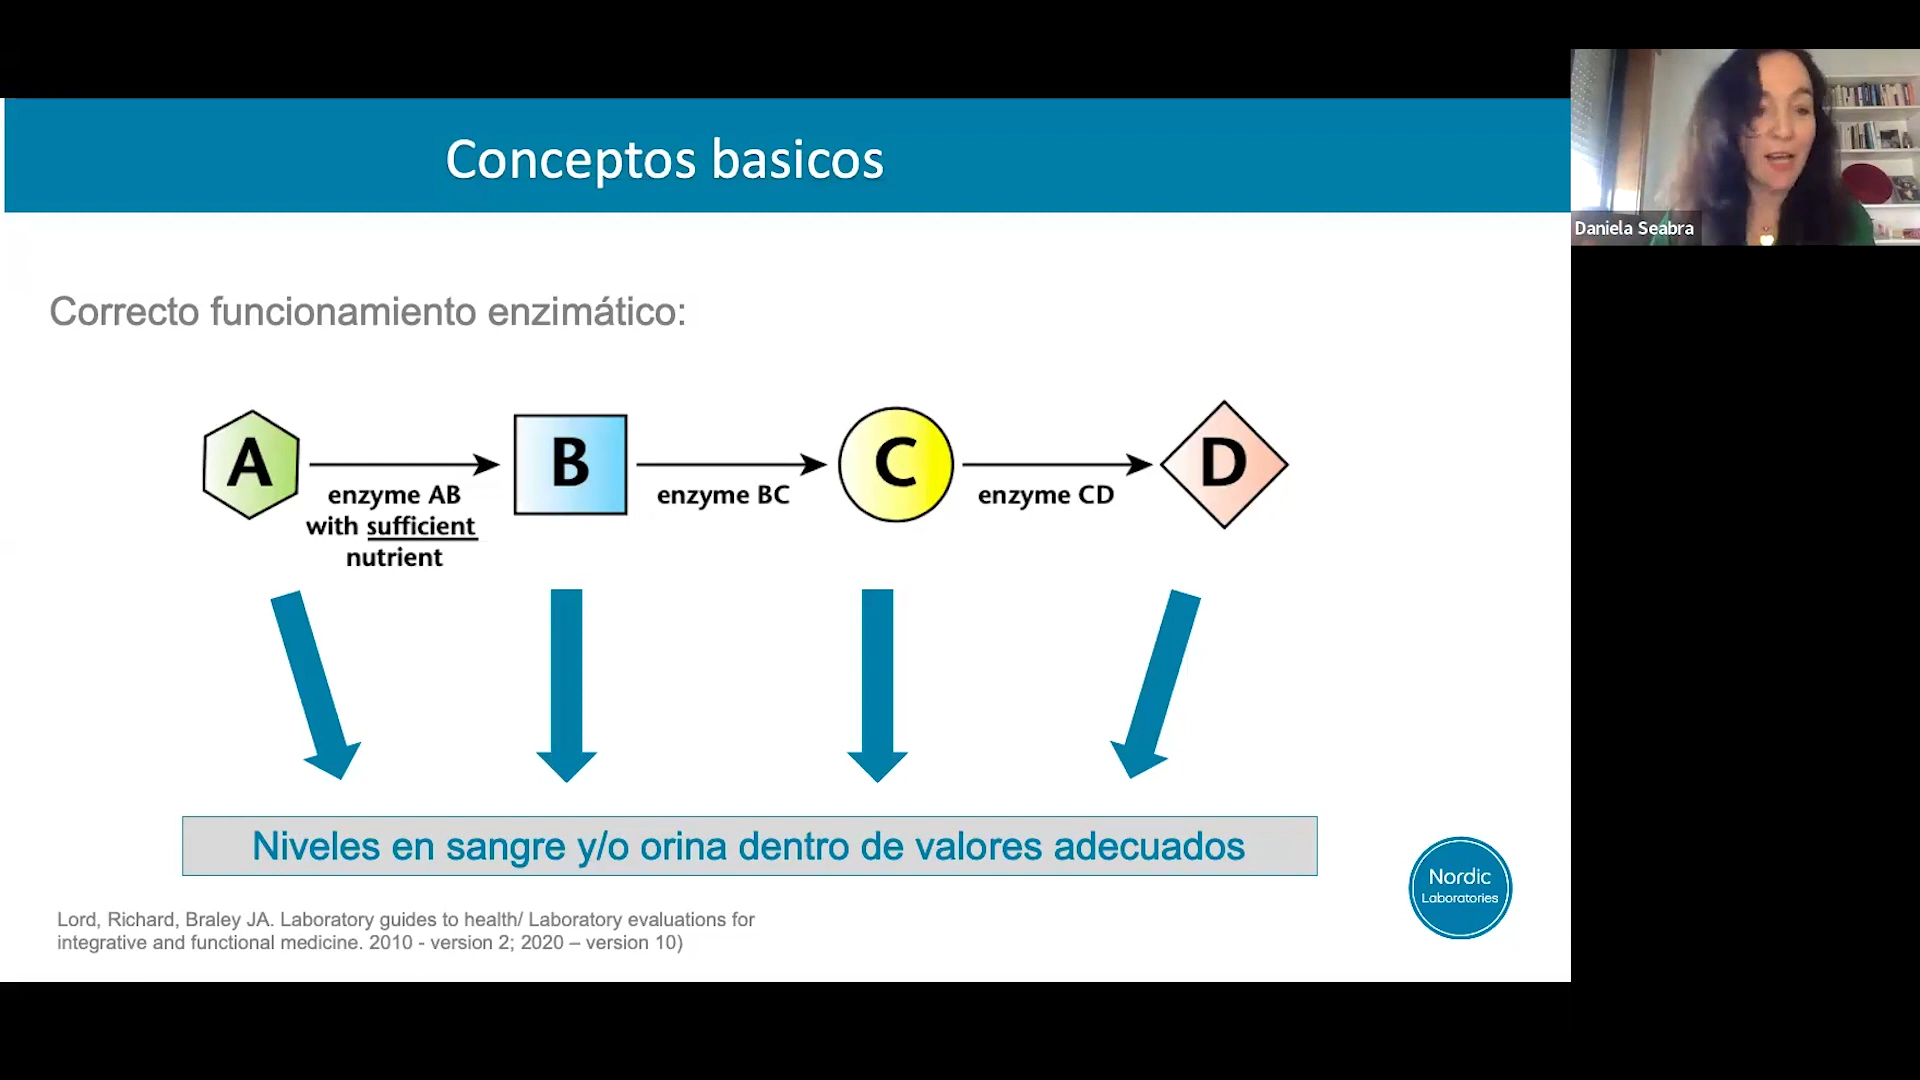 Conceptos basicos
Daniela Seabra
Correcto funcionamiento enzimático:
A
B
C
D
enzyme AB
with sufficient
nutrient
enzyme BC
enzyme CD
Niveles en sangre y/o orina dentro de valores adecuados
Nordic
Laboratories
Lord, Richard, Braley JA. Laboratory guides to health/ Laboratory evaluations for
integrative and functional medicine. 2010 - version 2; 2020 – version 10)